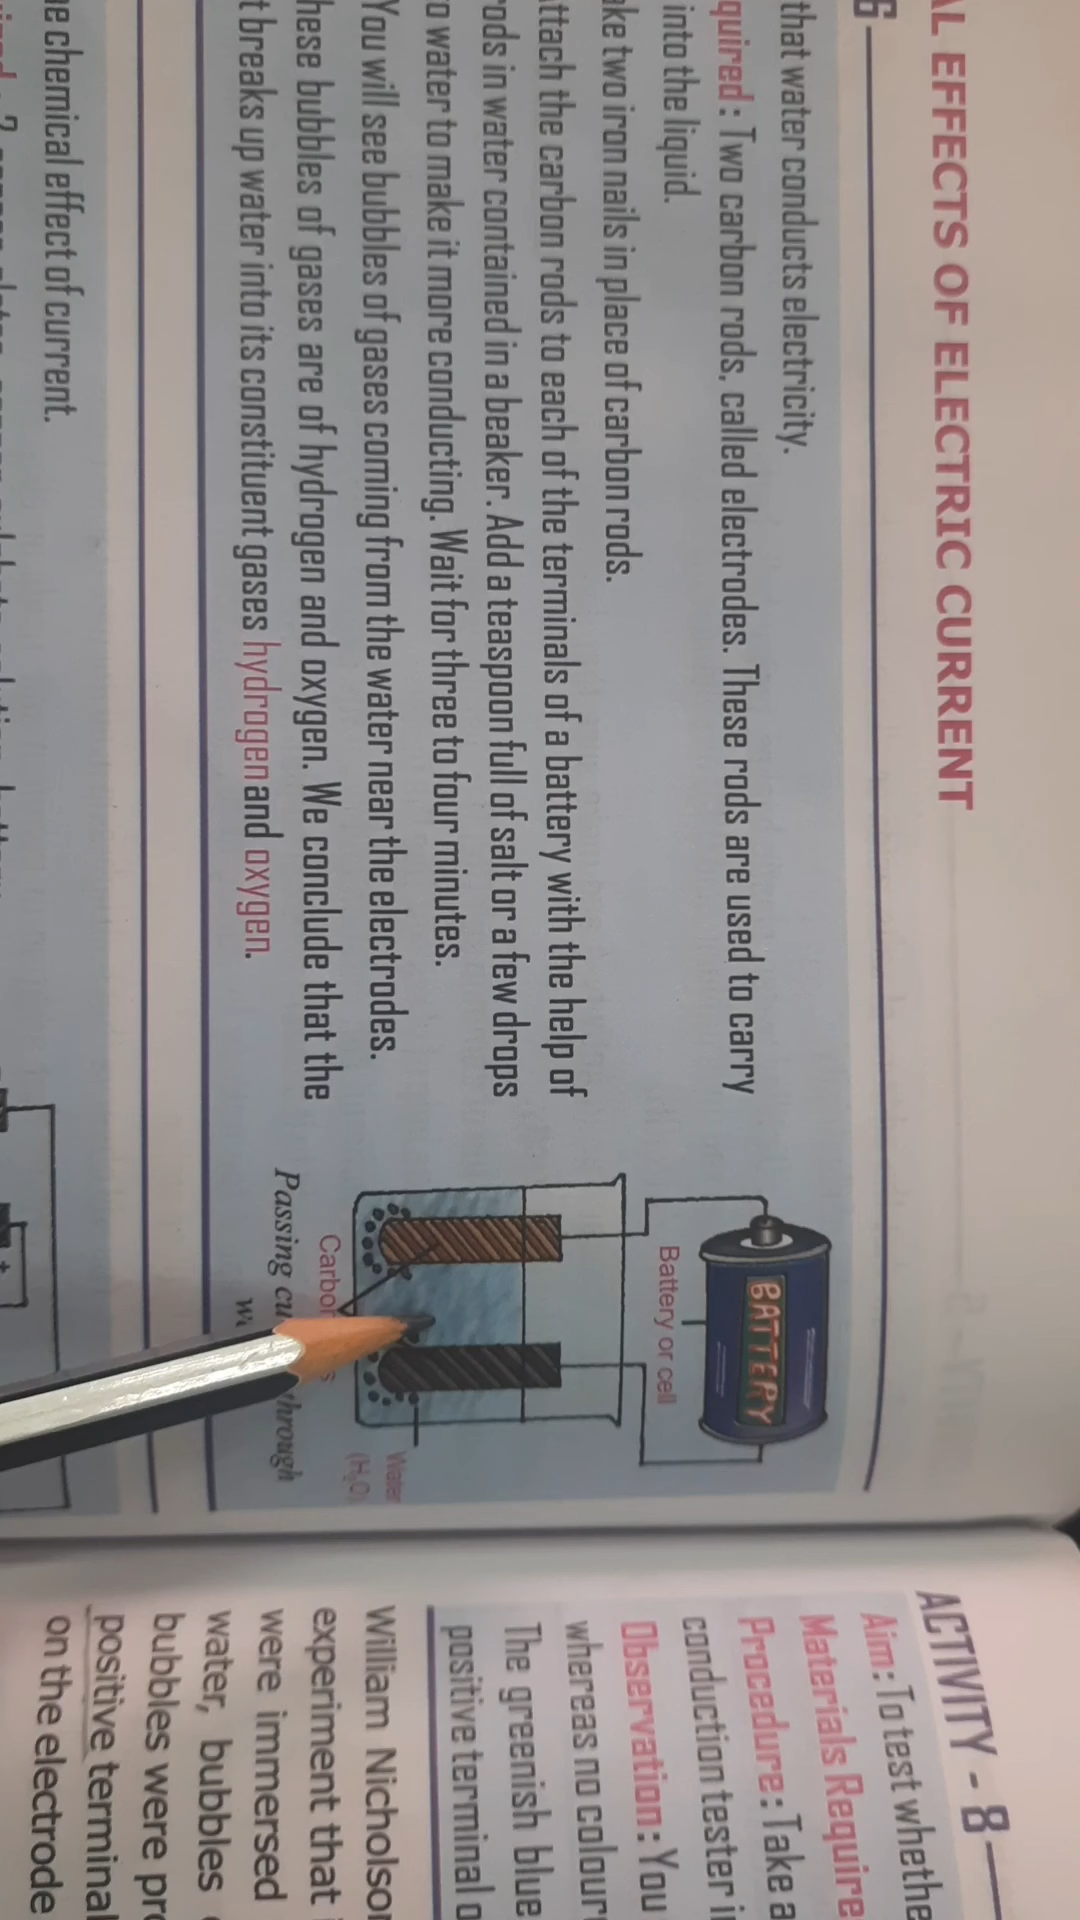 EFFECTS OF ELECTRIC CURRENT
6
that water conducts electricity.
quired : Two carbon rods, called electrodes. These rods are used to carry
into the liquid.
ke two iron nails in place of carbon rods.
ttach the carbon rods to each of the terminals of a battery with the help of
rods in water contained in a beaker. Add a teaspoon full of salt or a few drops
o water to make it more conducting. Wait for three to four minutes.
You will see bubbles of gases coming from the water near the electrodes.
hese bubbles of gases are of hydrogen and oxygen. We conclude that the
t breaks up water into its constituent gases hydrogen and oxygen.
BATTERY
Battery or cell
Water
(H₂O)
Carbo
Passing cu through
e chemical effect of current.
ACTIVITY - 8
Aim : To test whethe
Materials Require
Procedure : Take a
conduction tester i
Observation : You
whereas no colour
The greenish blue
positive terminal o
William Nicholso
experiment that
were immersed
water, bubbles
bubbles were pro
positive terminal
on the electrode